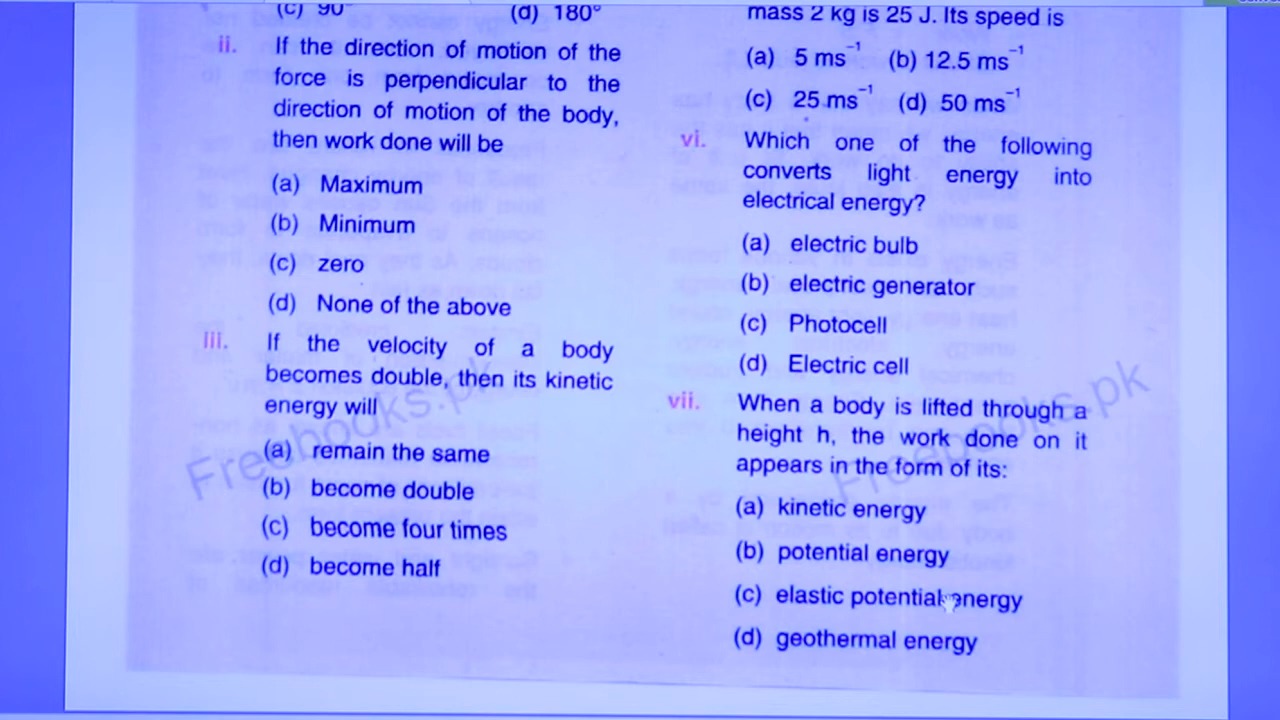 (c) 90° (d) 180°
ii. If the direction of motion of the
force is perpendicular to the
direction of motion of the body,
then work done will be
(a) Maximum
(b) Minimum
(c) zero
(d) None of the above
iii. If the velocity of a body
becomes double, then its kinetic
energy will
(a) remain the same
(b) become double
(c) become four times
(d) become half
mass 2 kg is 25 J. Its speed is
(a) 5 ms⁻¹ (b) 12.5 ms⁻¹
(c) 25 ms⁻¹ (d) 50 ms⁻¹
vi. Which one of the following
converts light energy into
electrical energy?
(a) electric bulb
(b) electric generator
(c) Photocell
(d) Electric cell
vii. When a body is lifted through a
height h, the work done on it
appears in the form of its:
(a) kinetic energy
(b) potential energy
(c) elastic potential energy
(d) geothermal energy
Freebooks.pk
Freebooks.pk